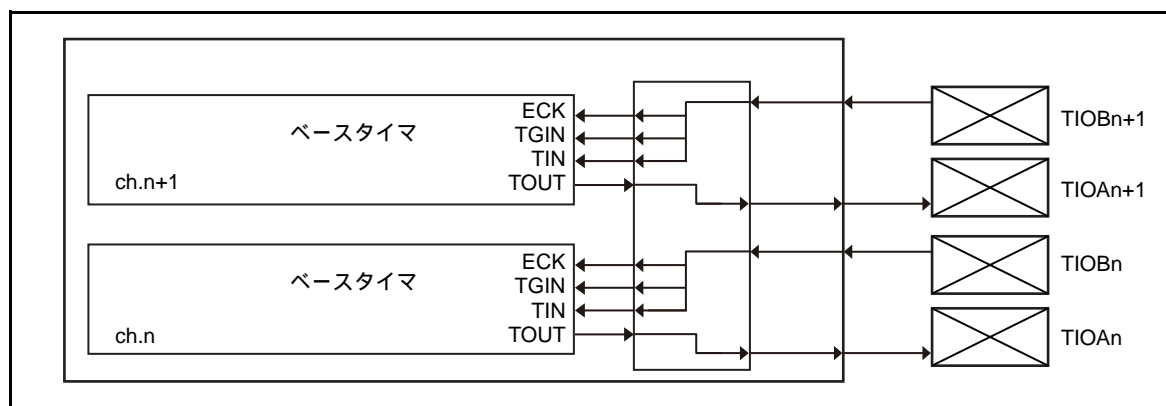 ECK
ベースタイマ
TGIN
TIN
ch.n+1
TOUT
TIOBn+1
TIOAn+1
ECK
ベースタイマ
TGIN
TIN
ch.n
TOUT
TIOBn
TIOAn